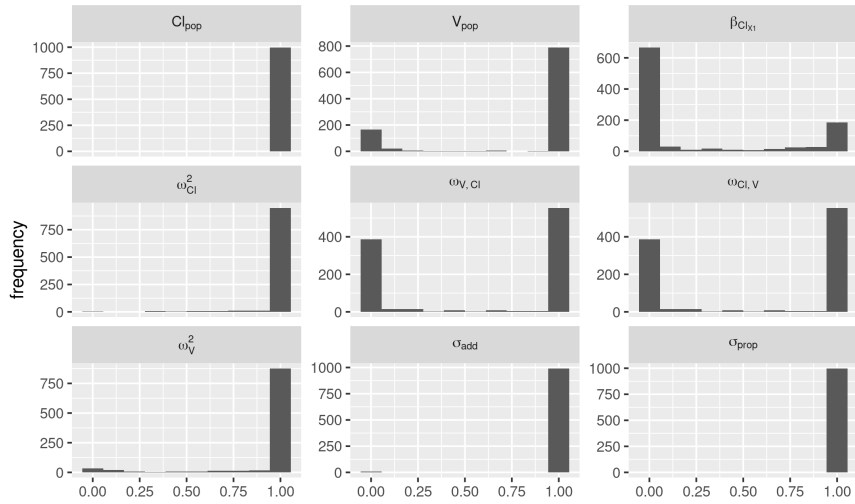 Cl_pop V_pop β_Cl_X1
1000 800
750 600 600
500 400 400
250 200 200
0 0 0
ω²_Cl ω_V, Cl ω_Cl, V
frequency
750 400 400
500
250 200 200
0 0 0
ω²_V σ_add σ_prop
750 1000 1000
500 750 750
500 500
250 250 250
0 0 0
0.00 0.25 0.50 0.75 1.00 0.00 0.25 0.50 0.75 1.00 0.00 0.25 0.50 0.75 1.00